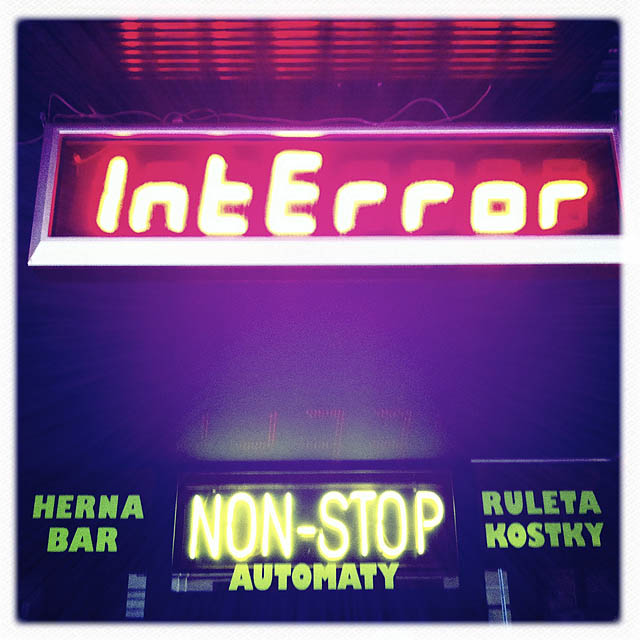 IntError
HERNA
BAR
NON-STOP
AUTOMATY
RULETA
KOSTKY